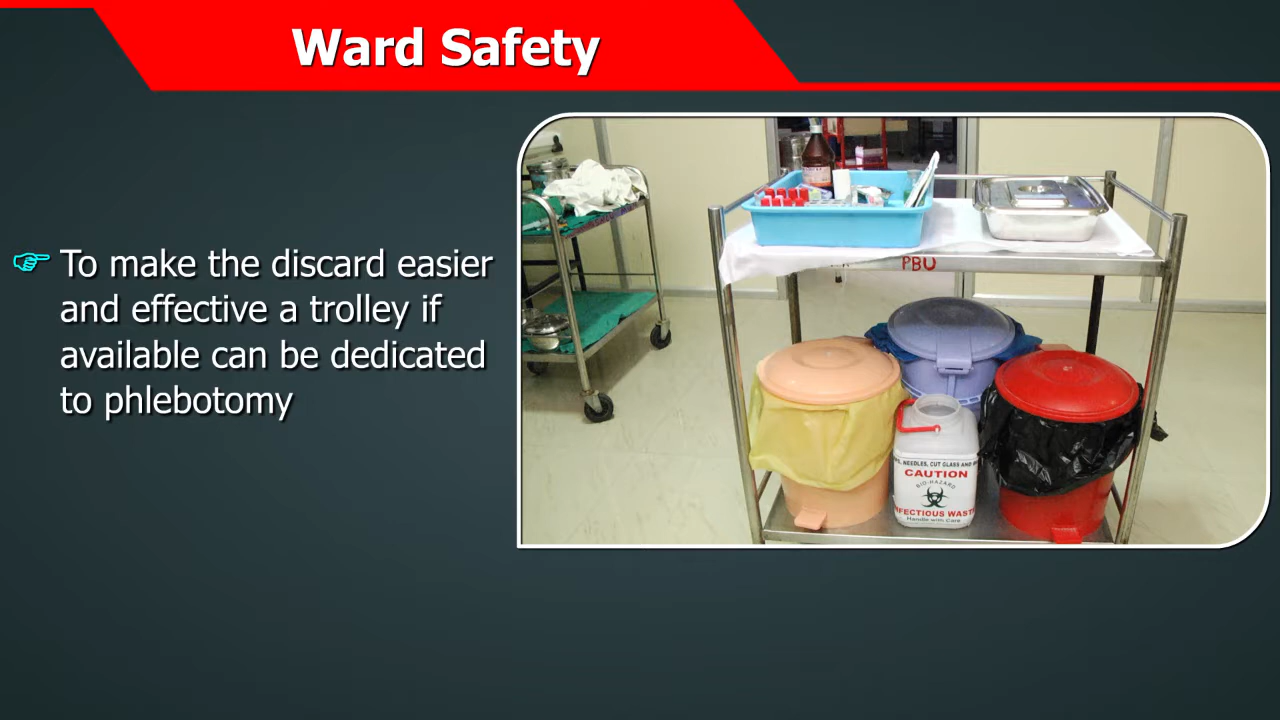 Ward Safety
To make the discard easier
and effective a trolley if
available can be dedicated
to phlebotomy
PBU
NEEDLES, CUT GLASS AND
CAUTION
BIO-HAZARD
INFECTIOUS WASTE
Handle with Care